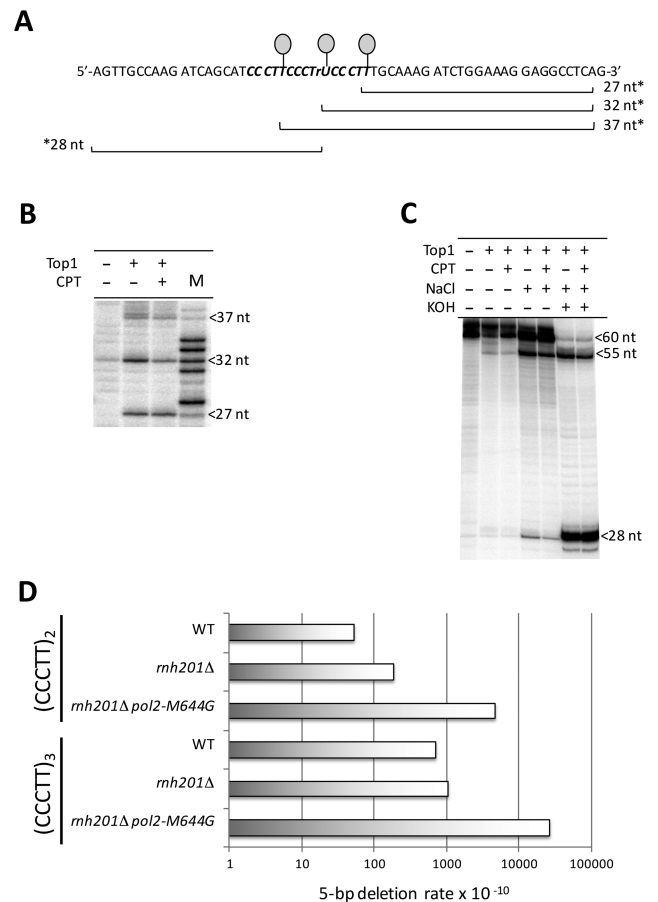 A
5’-AGTTGCCAAG ATCAGCATCCCTTCCCTrUCCCTTTGCAAAG ATCTGGAAAG GAGGCCTCAG-3’
27 nt*
32 nt*
37 nt*
*28 nt
B
Top1 – + +
CPT – – + M
<37 nt
<32 nt
<27 nt
C
Top1 – + + + + + +
CPT – – + – + – +
NaCl – – – + + + +
KOH – – – – – + +
<60 nt
<55 nt
<28 nt
D
(CCCTT)2
WT
rnh201Δ
rnh201Δ pol2-M644G
(CCCTT)3
WT
rnh201Δ
rnh201Δ pol2-M644G
1 10 100 1000 10000 100000
5-bp deletion rate x 10 -10